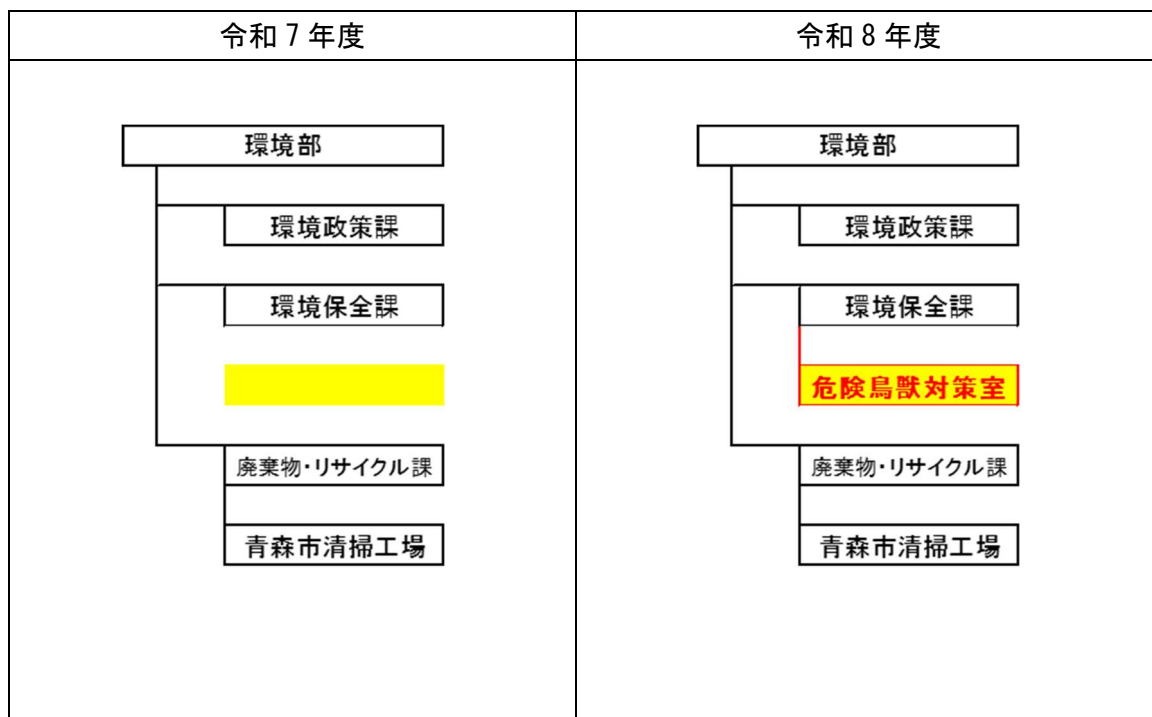 令和７年度
令和８年度
環境部
環境政策課
環境保全課
廃棄物・リサイクル課
青森市清掃工場
環境部
環境政策課
環境保全課
危険鳥獣対策室
廃棄物・リサイクル課
青森市清掃工場